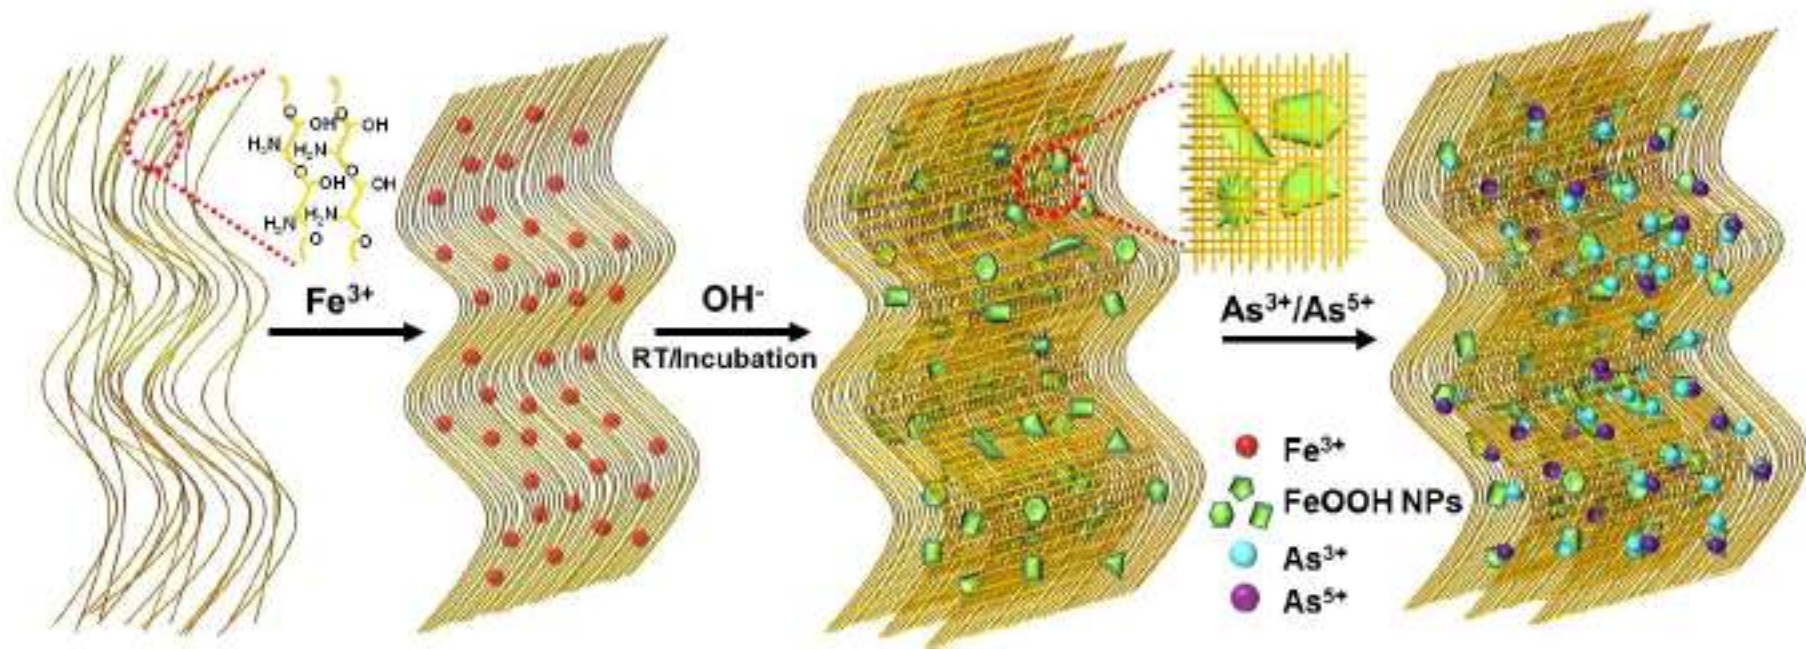 O O
OH OH
H₂N H₂N
O O
OH OH
H₂N H₂N
O O
Fe³⁺
OH⁻
RT/Incubation
As³⁺/As⁵⁺
Fe³⁺
FeOOH NPs
As³⁺
As⁵⁺